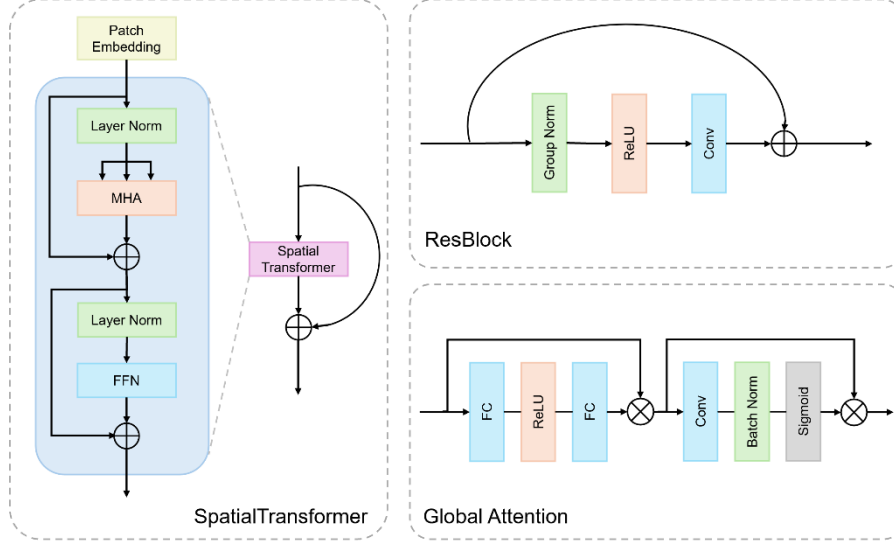 Patch
Embedding
Layer Norm
MHA
Layer Norm
FFN
Spatial
Transformer
SpatialTransformer
Group Norm
ReLU
Conv
ResBlock
FC
ReLU
FC
Conv
Batch Norm
Sigmoid
Global Attention